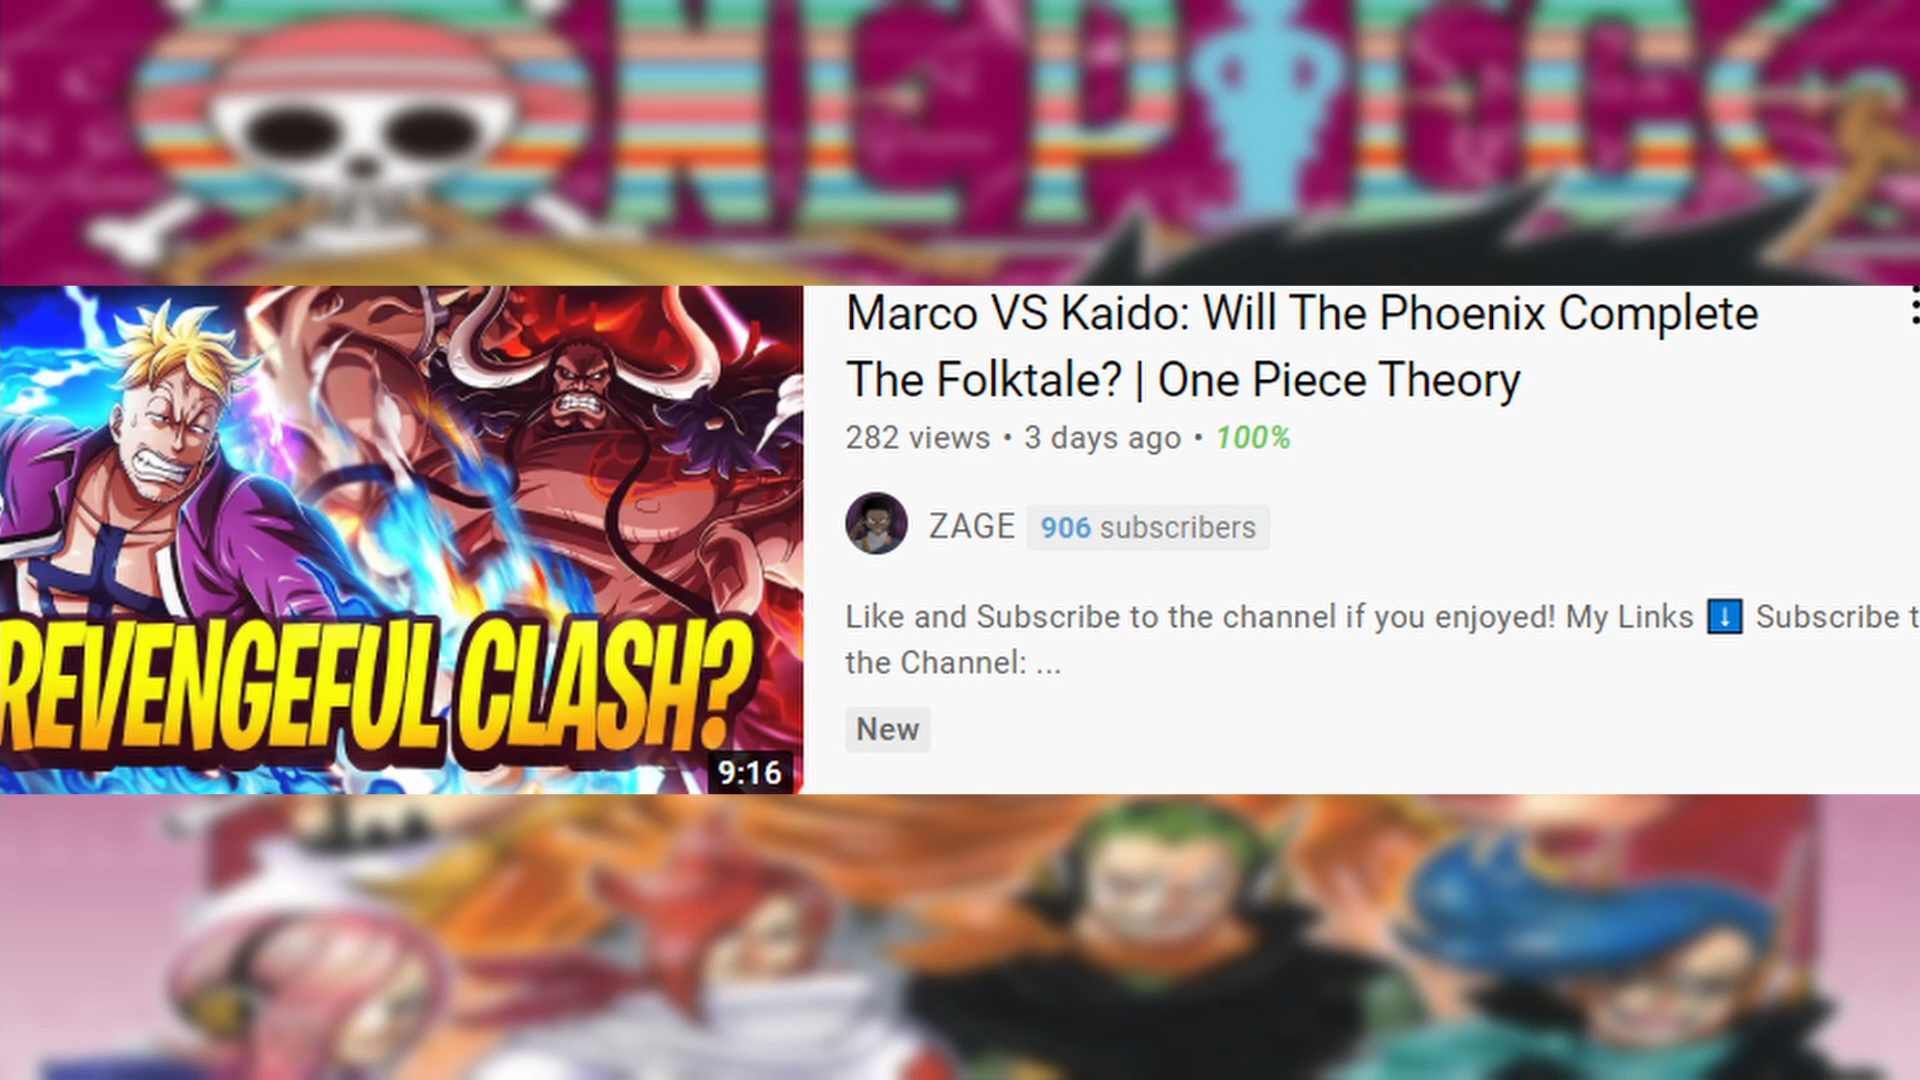 ONE PIECE
Marco VS Kaido: Will The Phoenix Complete
The Folktale? | One Piece Theory
282 views • 3 days ago • 100%
ZAGE 906 subscribers
Like and Subscribe to the channel if you enjoyed! My Links ⬇ Subscribe t
the Channel: ...
New
REVENGEFUL CLASH?
9:16